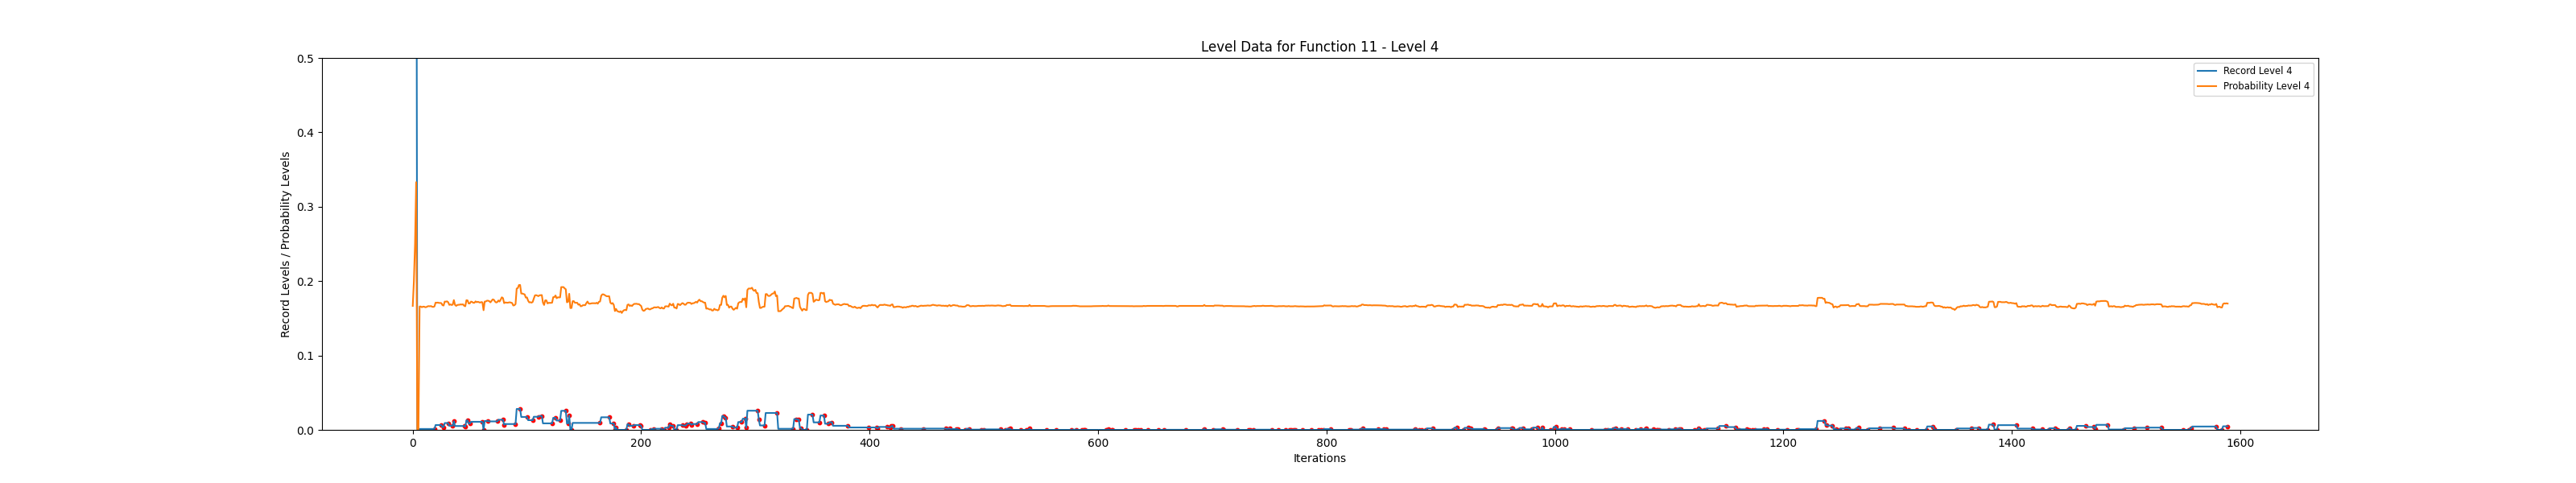 Level Data for Function 11 - Level 4
Record Level 4
Probability Level 4
Record Levels / Probability Levels
0.5
0.4
0.3
0.2
0.1
0.0
0 200 400 600 800 1000 1200 1400 1600
Iterations